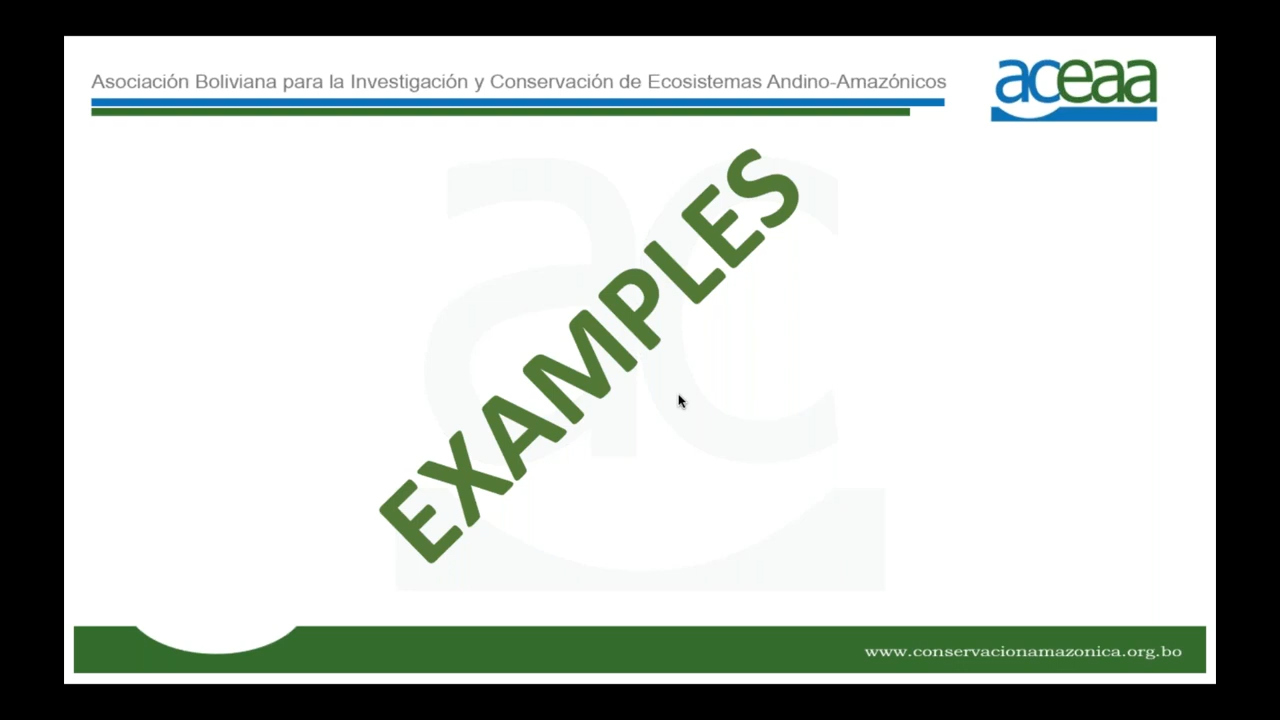 Asociación Boliviana para la Investigación y Conservación de Ecosistemas Andino-Amazónicos
aceaa
EXAMPLES
www.conservacionamazonica.org.bo